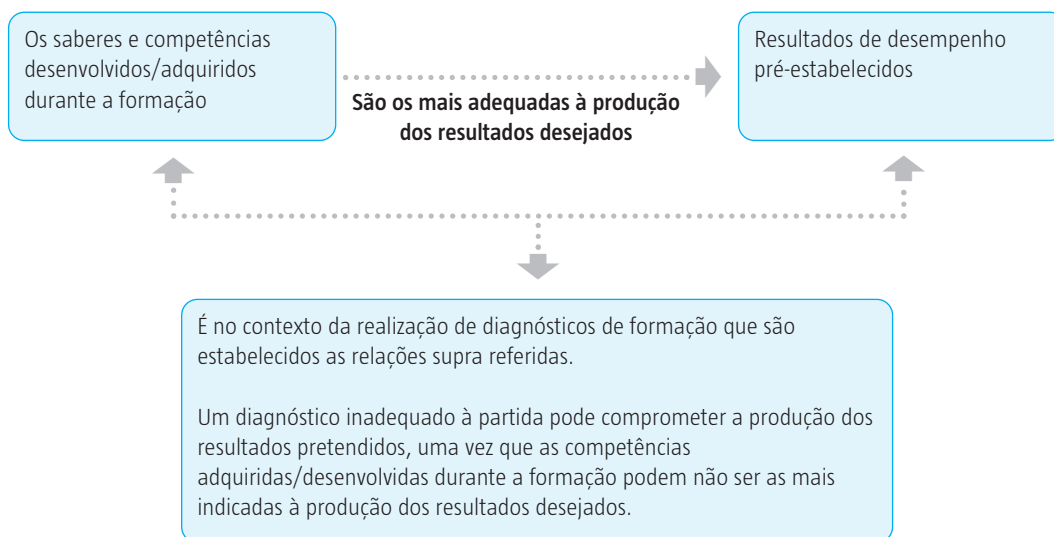 Os saberes e competências
desenvolvidos/adquiridos
durante a formação
São os mais adequadas à produção
dos resultados desejados
Resultados de desempenho
pré-estabelecidos
É no contexto da realização de diagnósticos de formação que são
estabelecidos as relações supra referidas.
Um diagnóstico inadequado à partida pode comprometer a produção dos
resultados pretendidos, uma vez que as competências
adquiridas/desenvolvidas durante a formação podem não ser as mais
indicadas à produção dos resultados desejados.